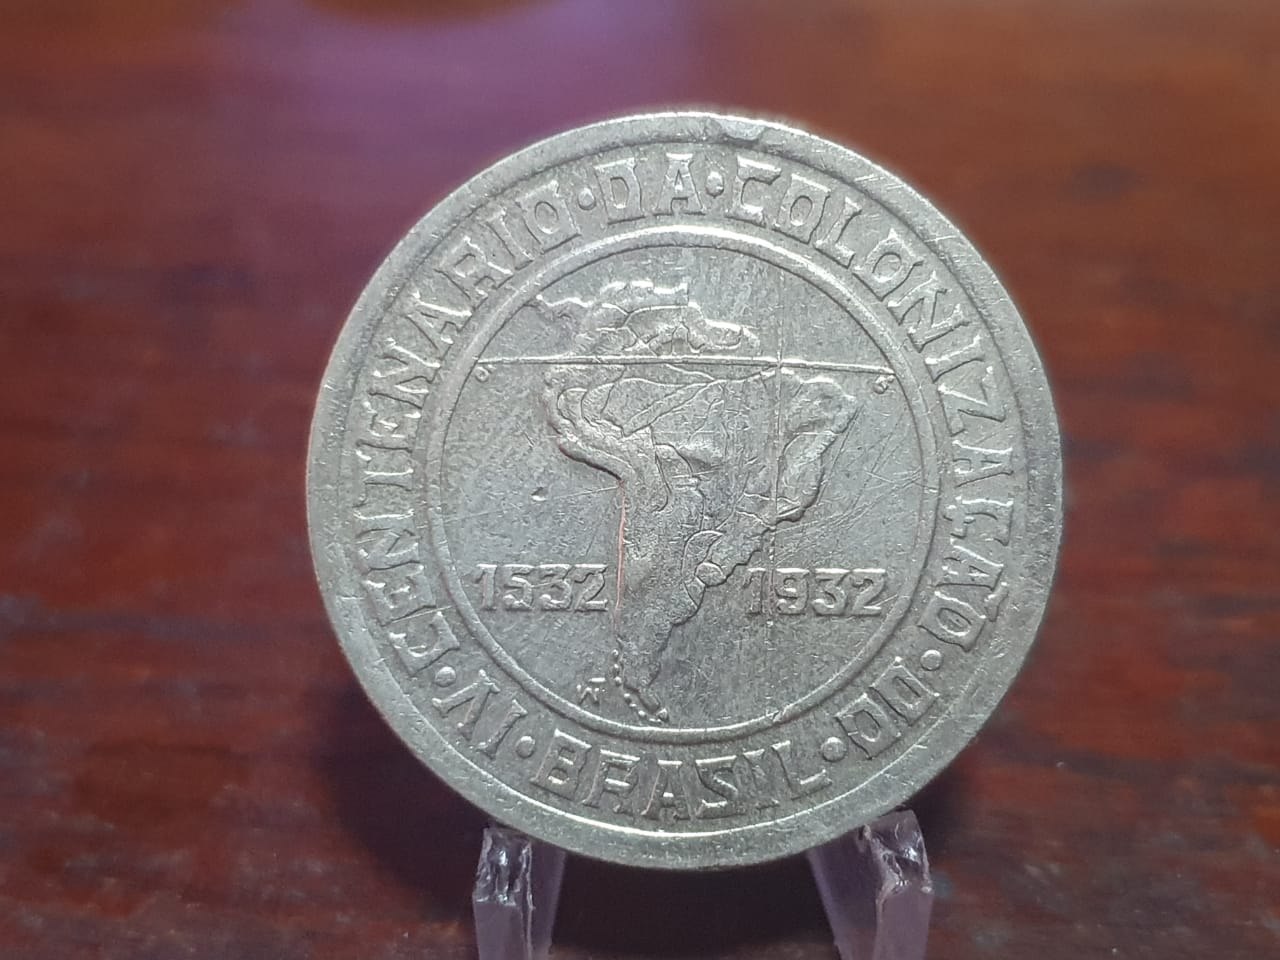 IV·CENTENARIO·DA·COLONIZAÇÃO·DO·BRASIL·
1532 1932